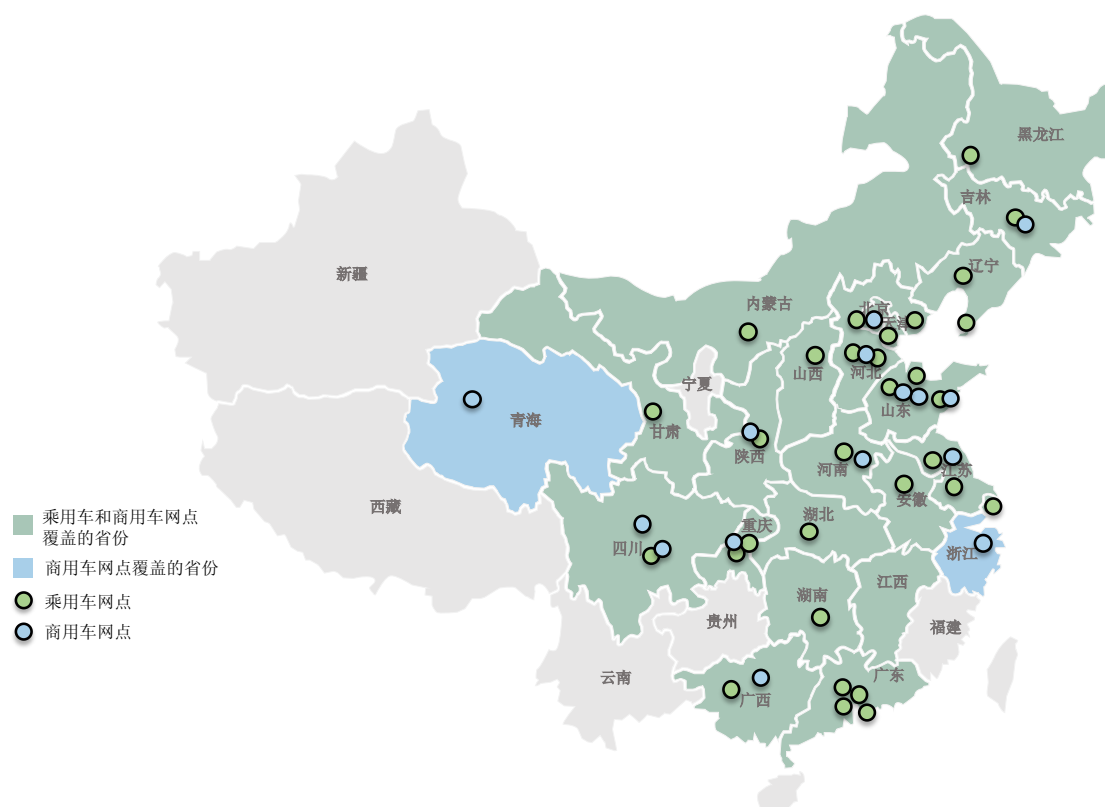 黑龙江
吉林
辽宁
新疆
内蒙古
北京
天津
山西
河北
宁夏
山东
青海
甘肃
陕西
河南
江苏
西藏
安徽
湖北
重庆
四川
浙江
江西
湖南
贵州
福建
云南
广东
广西
乘用车和商用车网点
覆盖的省份
商用车网点覆盖的省份
乘用车网点
商用车网点